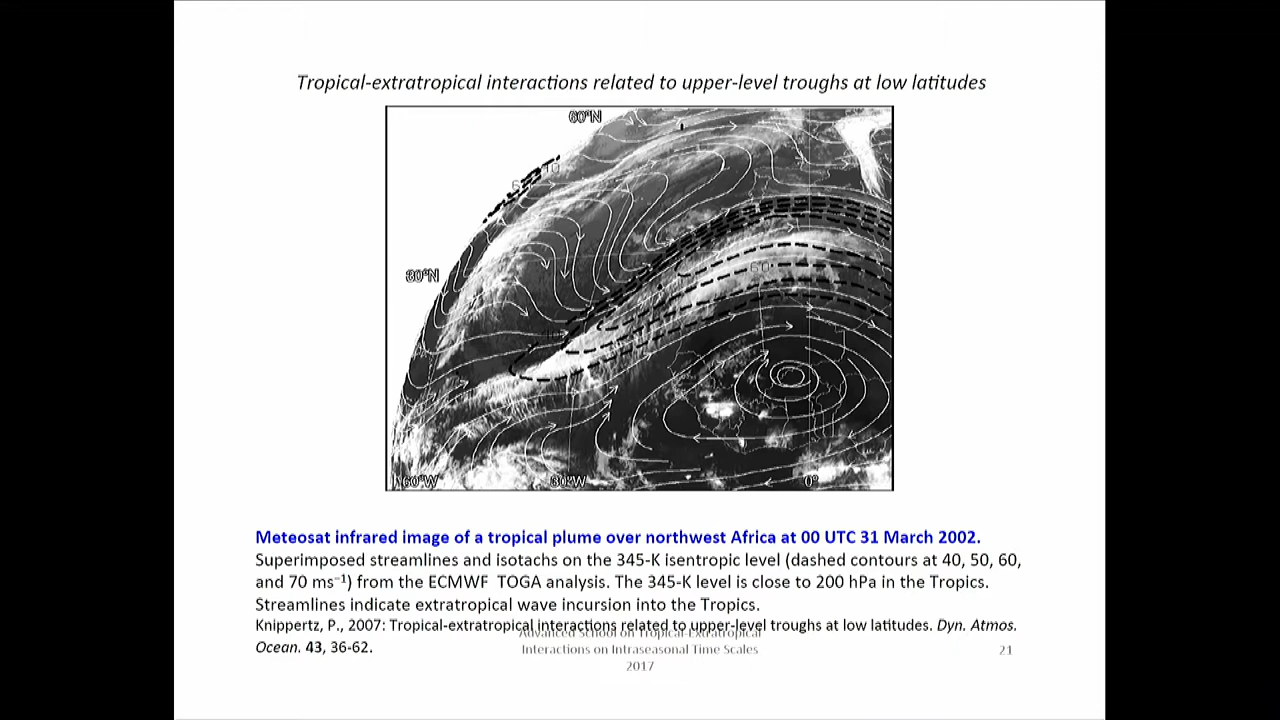 Tropical-extratropical interactions related to upper-level troughs at low latitudes
60°N
40
30°N
60
60°W
30°W
0°
Meteosat infrared image of a tropical plume over northwest Africa at 00 UTC 31 March 2002.
Superimposed streamlines and isotachs on the 345-K isentropic level (dashed contours at 40, 50, 60,
and 70 ms⁻¹) from the ECMWF TOGA analysis. The 345-K level is close to 200 hPa in the Tropics.
Streamlines indicate extratropical wave incursion into the Tropics.
Knippertz, P., 2007: Tropical-extratropical interactions related to upper-level troughs at low latitudes. Dyn. Atmos.
Ocean. 43, 36-62.
Advanced School on Tropical-Extratropical
Interactions on Intraseasonal Time Scales
2017
21